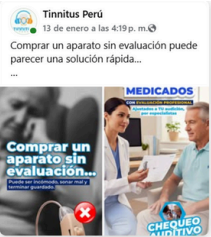 Tinnitus Perú
13 de enero a las 4:19 p. m.
Comprar un aparato sin evaluación puede
parecer una solución rápida...
...
Comprar un
aparato sin
evaluación...
Puede ser incómodo, sonar mal y
terminar guardado.
MEDICADOS
CON EVALUACIÓN PROFESIONAL
Ajustados a TU audición,
por especialistas
CHEQUEO
AUDITIVO